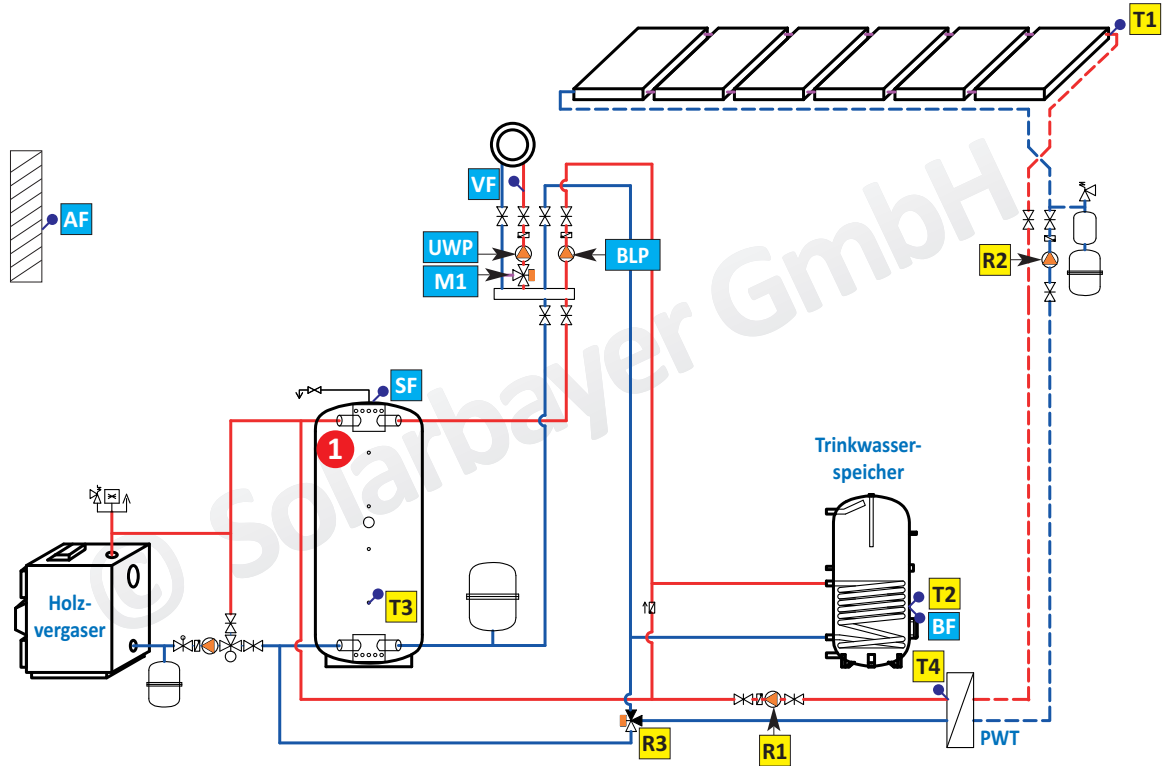 T1
AF
VF
UWP
M1
BLP
R2
SF
1
Trinkwasser-
speicher
Holz-
vergaser
T3
T2
BF
T4
R3
R1
PWT
© Solarbayer GmbH